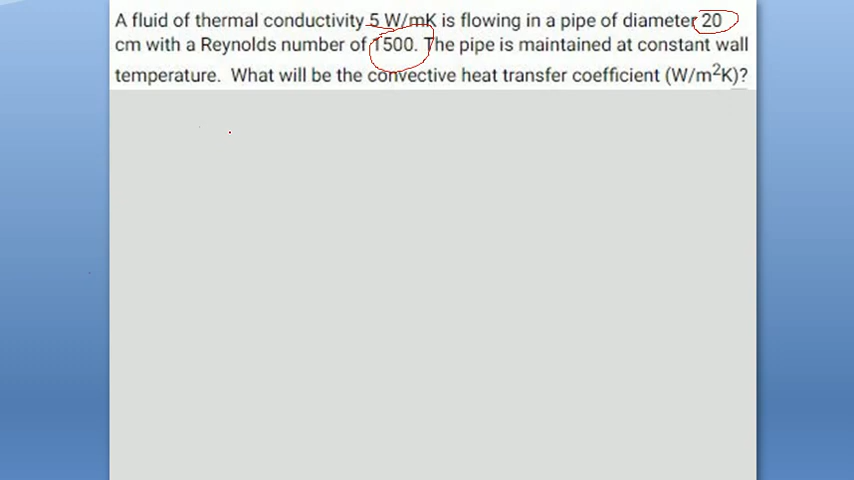 A fluid of thermal conductivity 5 W/mK is flowing in a pipe of diameter 20
cm with a Reynolds number of 1500. The pipe is maintained at constant wall
temperature. What will be the convective heat transfer coefficient (W/m²K)?